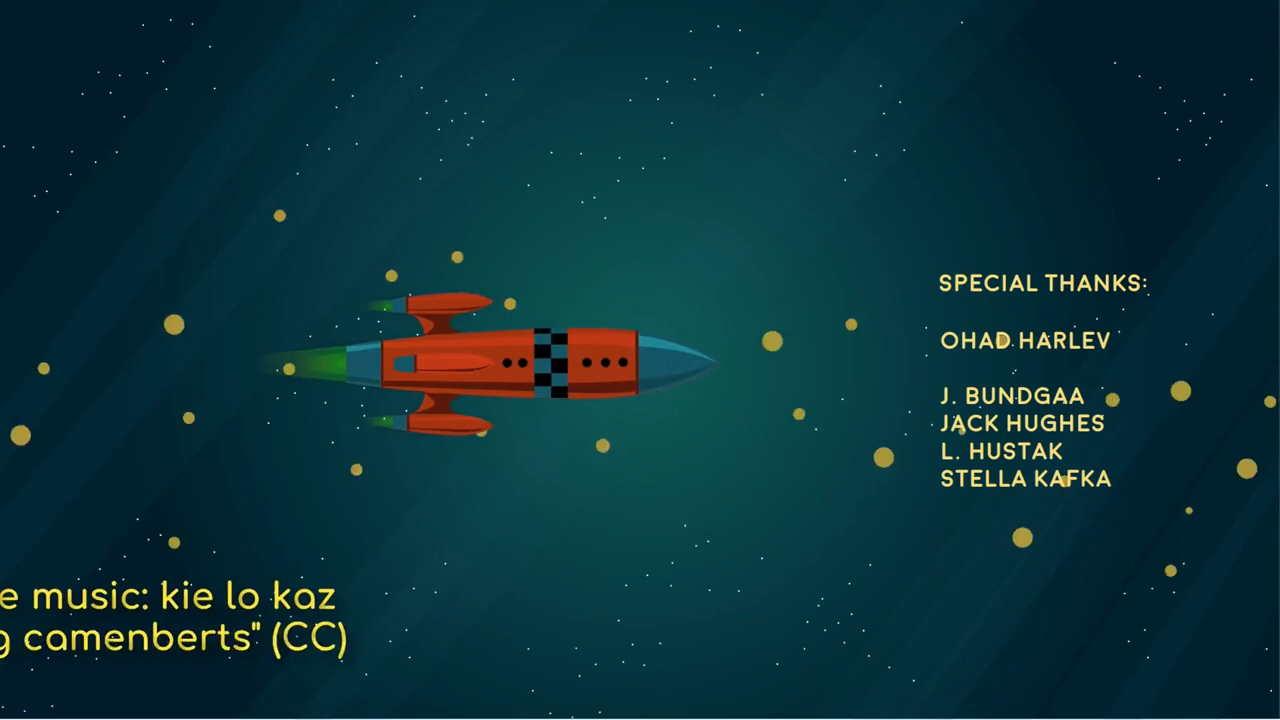 SPECIAL THANKS:
OHAD HARLEV
J. BUNDGAA
JACK HUGHES
L. HUSTAK
STELLA KAFKA
e music: kie lo kaz
g camenberts" (CC)